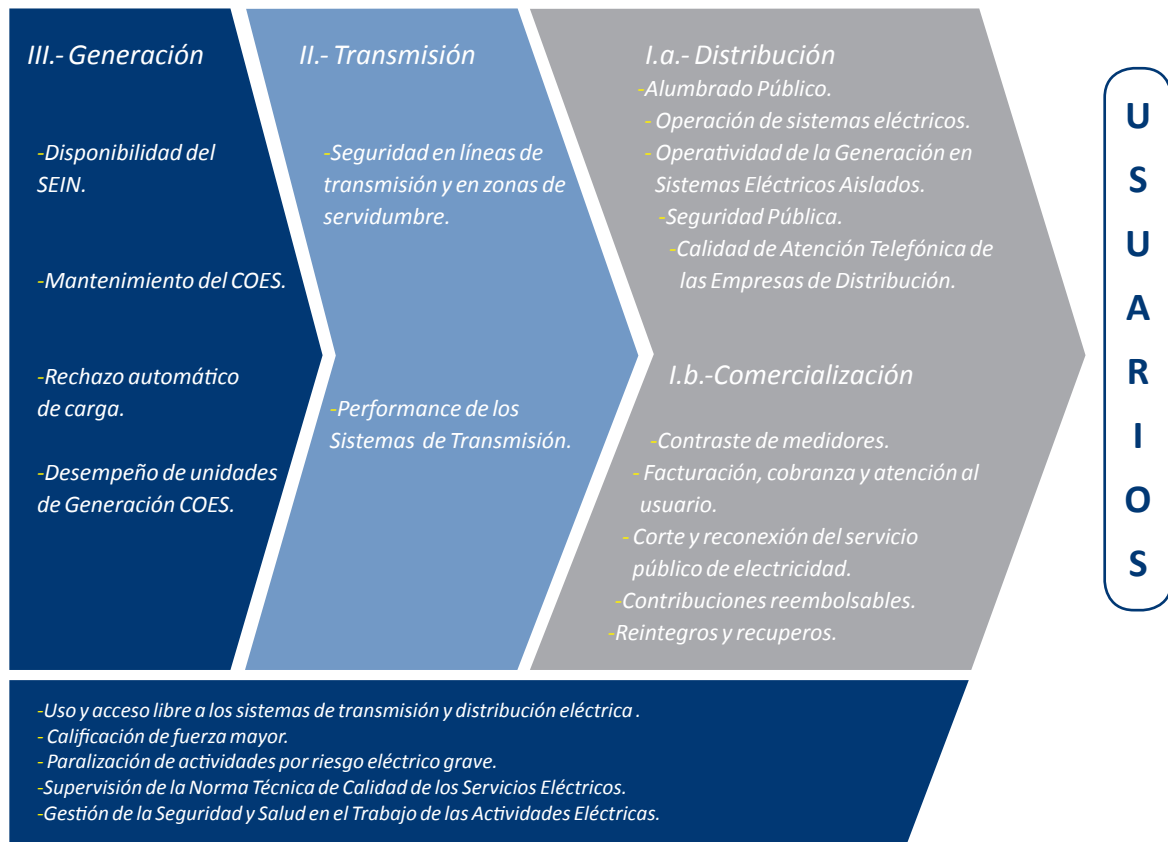 III.- Generación
-Disponibilidad del
SEIN.
-Mantenimiento del COES.
-Rechazo automático
de carga.
-Desempeño de unidades
de Generación COES.
II.- Transmisión
-Seguridad en líneas de
transmisión y en zonas de
servidumbre.
-Performance de los
Sistemas de Transmisión.
I.a.- Distribución
-Alumbrado Público.
- Operación de sistemas eléctricos.
-Operatividad de la Generación en
Sistemas Eléctricos Aislados.
-Seguridad Pública.
-Calidad de Atención Telefónica de
las Empresas de Distribución.
I.b.-Comercialización
-Contraste de medidores.
- Facturación, cobranza y atención al
usuario.
- Corte y reconexión del servicio
público de electricidad.
-Contribuciones reembolsables.
-Reintegros y recuperos.
U
S
U
A
R
I
O
S
-Uso y acceso libre a los sistemas de transmisión y distribución eléctrica .
- Calificación de fuerza mayor.
-Paralización de actividades por riesgo eléctrico grave.
-Supervisión de la Norma Técnica de Calidad de los Servicios Eléctricos.
-Gestión de la Seguridad y Salud en el Trabajo de las Actividades Eléctricas.